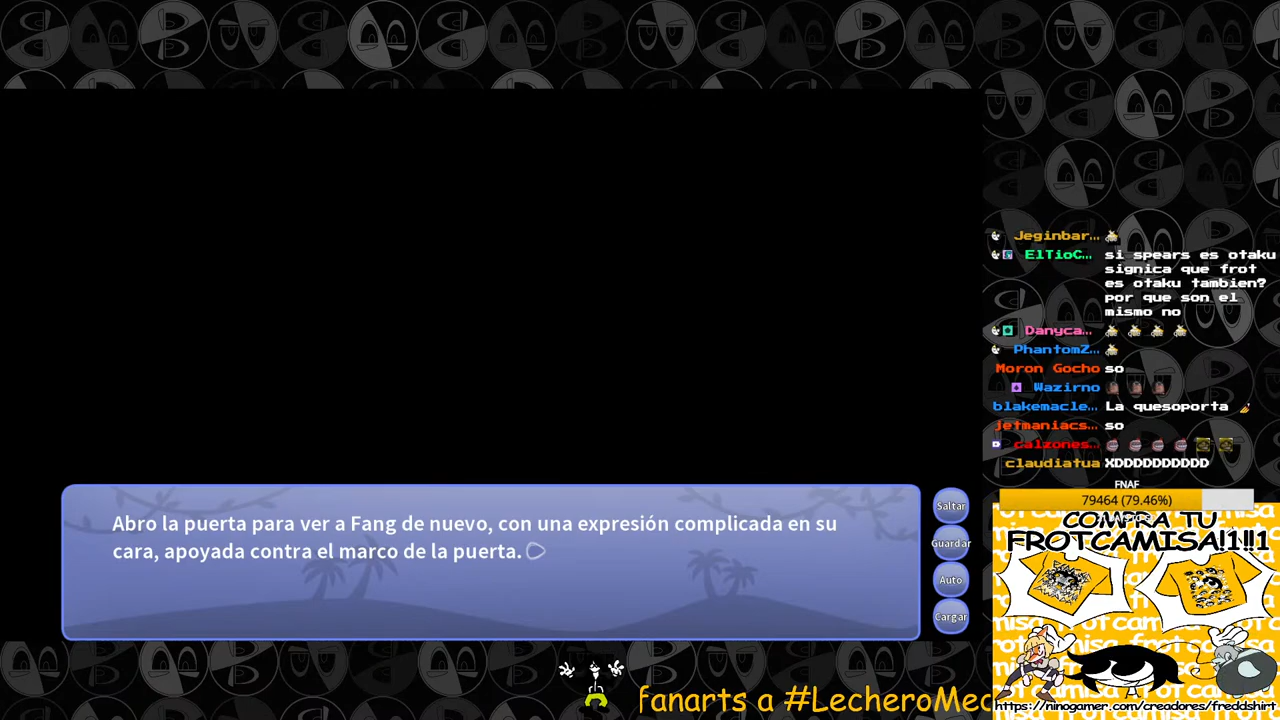 Jeginbar...
ElTioC... si spears es otaku
signica que frot
es otaku tambien?
por que son el
mismo no
Danyca...
PhantomZ...
Moron Gocho so
Wazirno
blakemacle... La quesoporta
jetmaniacs... so
calzones...
claudiatua XDDDDDDDDDD
FNAF
79464 (79.46%)
Abro la puerta para ver a Fang de nuevo, con una expresión complicada en su
cara, apoyada contra el marco de la puerta.
Saltar
Guardar
Auto
Cargar
COMPRA TU
FROTCAMISA!1!!1
https://ninogamer.com/creadores/freddshirt
fanarts a #LecheroMec